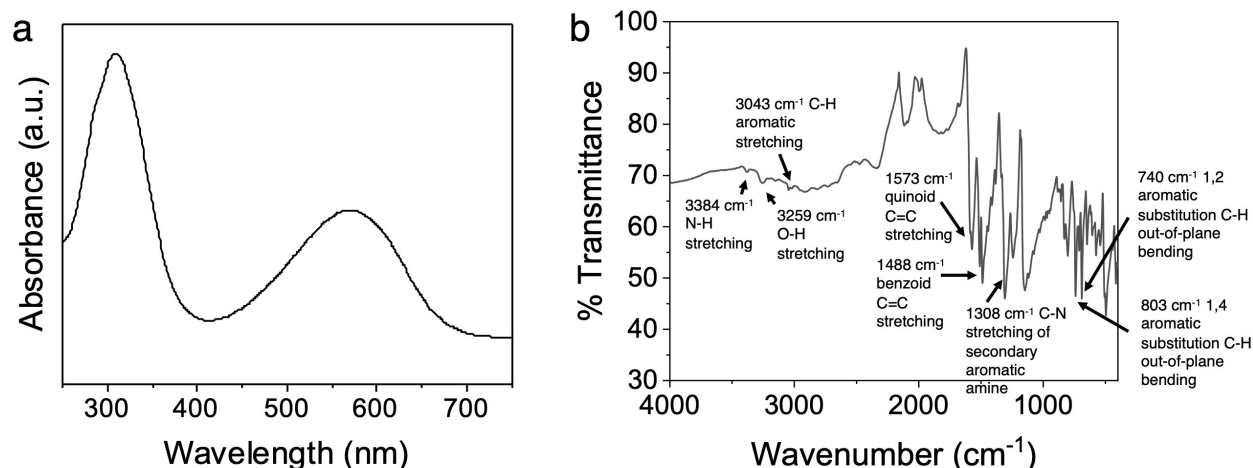 a
Absorbance (a.u.)
300
400
500
600
700
Wavelength (nm)
b
% Transmittance
100
90
80
70
60
50
40
30
3043 cm-1 C-H
aromatic
stretching
3384 cm-1
N-H
stretching
3259 cm-1
O-H
stretching
1573 cm-1
quinoid
C=C
stretching
1488 cm-1
benzoid
C=C
stretching
1308 cm-1 C-N
stretching of
secondary
aromatic
amine
740 cm-1 1,2
aromatic
substitution C-H
out-of-plane
bending
803 cm-1 1,4
aromatic
substitution C-H
out-of-plane
bending
4000
3000
2000
1000
Wavenumber (cm-1)